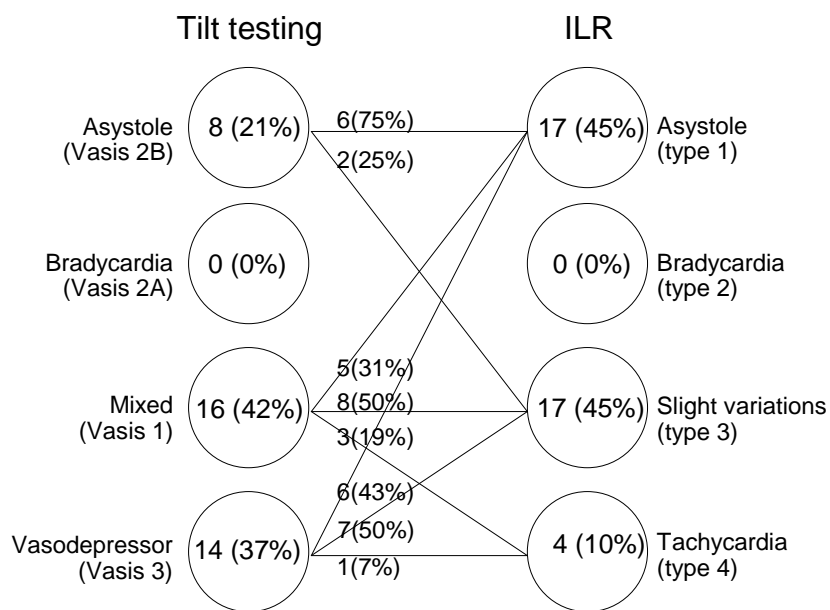 Tilt testing ILR
Asystole
(Vasis 2B)
8 (21%)
6(75%)
2(25%)
17 (45%)
Asystole
(type 1)
Bradycardia
(Vasis 2A)
0 (0%)
0 (0%)
Bradycardia
(type 2)
Mixed
(Vasis 1)
16 (42%)
5(31%)
8(50%)
3(19%)
17 (45%)
Slight variations
(type 3)
Vasodepressor
(Vasis 3)
14 (37%)
6(43%)
7(50%)
1(7%)
4 (10%)
Tachycardia
(type 4)